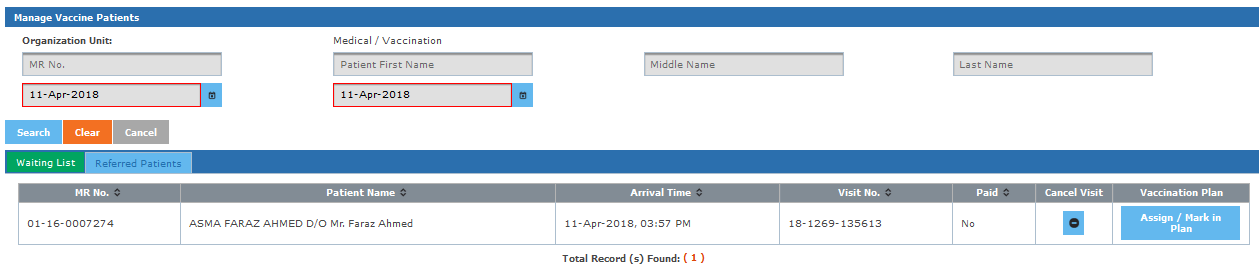 Manage Vaccine Patients
Organization Unit: Medical / Vaccination
MR No. Patient First Name Middle Name Last Name
11-Apr-2018 11-Apr-2018
Search Clear Cancel
Waiting List Referred Patients
MR No. Patient Name Arrival Time Visit No. Paid Cancel Visit Vaccination Plan
01-16-0007274 ASMA FARAZ AHMED D/O Mr. Faraz Ahmed 11-Apr-2018, 03:57 PM 18-1269-135613 No Assign / Mark in
Plan
Total Record (s) Found: ( 1 )